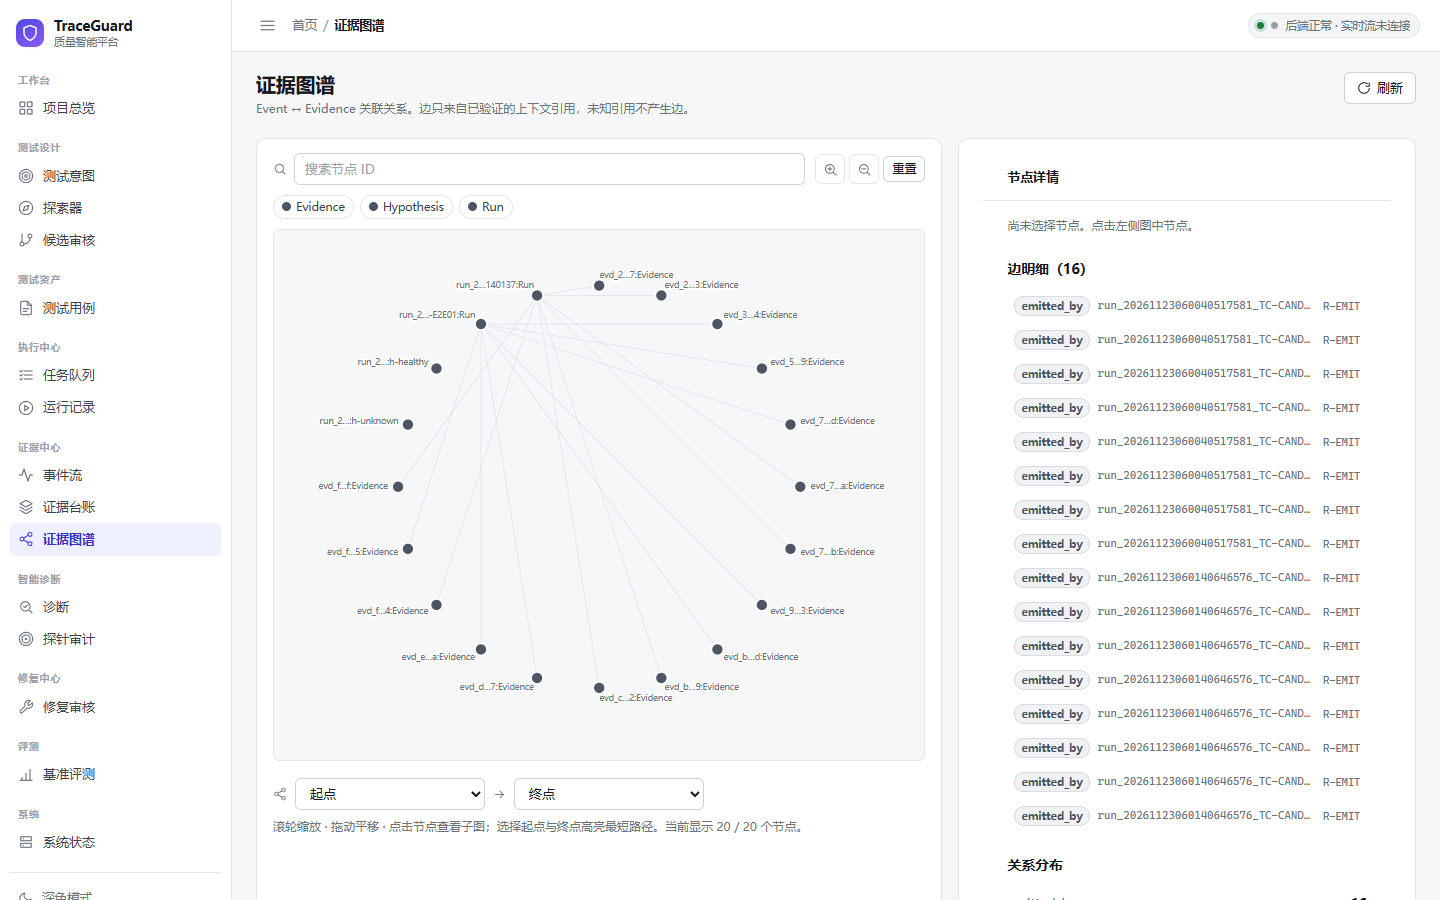 TraceGuard
质量智能平台
工作台
项目总览
测试设计
测试意图
探索器
候选审核
测试资产
测试用例
执行中心
任务队列
运行记录
证据中心
事件流
证据台账
证据图谱
智能诊断
诊断
探针审计
修复中心
修复审核
评测
基准评测
系统
系统状态
深色模式
首页 / 证据图谱
后端正常 · 实时流未连接
证据图谱
Event ↔ Evidence 关联关系。边只来自已验证的上下文引用，未知引用不产生边。
刷新
搜索节点 ID
重置
Evidence
Hypothesis
Run
evd_2…7:Evidence
run_2…140137:Run
evd_2…3:Evidence
run_2…-E2E01:Run
evd_3…4:Evidence
run_2…:h-healthy
evd_5…9:Evidence
run_2…:h-unknown
evd_7…d:Evidence
evd_f…f:Evidence
evd_7…a:Evidence
evd_f…5:Evidence
evd_7…b:Evidence
evd_f…4:Evidence
evd_9…3:Evidence
evd_e…a:Evidence
evd_b…d:Evidence
evd_d…7:Evidence
evd_b…9:Evidence
evd_c…2:Evidence
起点 → 终点
滚轮缩放 · 拖动平移 · 点击节点查看子图；选择起点与终点高亮最短路径。当前显示 20 / 20 个节点。
节点详情
尚未选择节点。点击左侧图中节点。
边明细（16）
emitted_by run_20261123060040517581_TC-CAND… R-EMIT
emitted_by run_20261123060040517581_TC-CAND… R-EMIT
emitted_by run_20261123060040517581_TC-CAND… R-EMIT
emitted_by run_20261123060040517581_TC-CAND… R-EMIT
emitted_by run_20261123060040517581_TC-CAND… R-EMIT
emitted_by run_20261123060040517581_TC-CAND… R-EMIT
emitted_by run_20261123060040517581_TC-CAND… R-EMIT
emitted_by run_20261123060040517581_TC-CAND… R-EMIT
emitted_by run_20261123060140646576_TC-CAND… R-EMIT
emitted_by run_20261123060140646576_TC-CAND… R-EMIT
emitted_by run_20261123060140646576_TC-CAND… R-EMIT
emitted_by run_20261123060140646576_TC-CAND… R-EMIT
emitted_by run_20261123060140646576_TC-CAND… R-EMIT
emitted_by run_20261123060140646576_TC-CAND… R-EMIT
emitted_by run_20261123060140646576_TC-CAND… R-EMIT
emitted_by run_20261123060140646576_TC-CAND… R-EMIT
关系分布